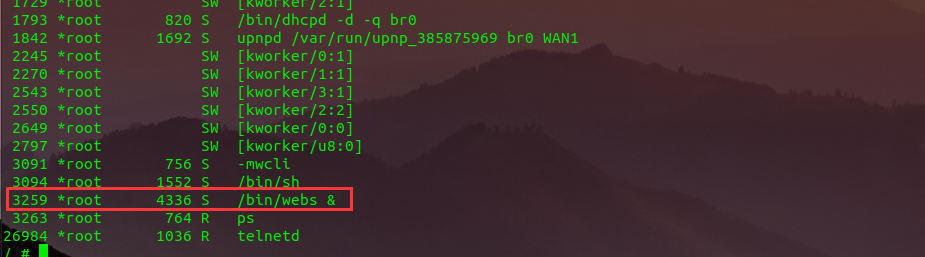 1729 *root SW [kworker/2:1]
1793 *root 820 S /bin/dhcpd -d -q br0
1842 *root 1692 S upnpd /var/run/upnp_385875969 br0 WAN1
2245 *root SW [kworker/0:1]
2270 *root SW [kworker/1:1]
2543 *root SW [kworker/3:1]
2550 *root SW [kworker/2:2]
2649 *root SW [kworker/0:0]
2797 *root SW [kworker/u8:0]
3091 *root 756 S -mwcli
3094 *root 1552 S /bin/sh
3259 *root 4336 S /bin/webs &
3263 *root 764 R ps
26984 *root 1036 R telnetd
/ #